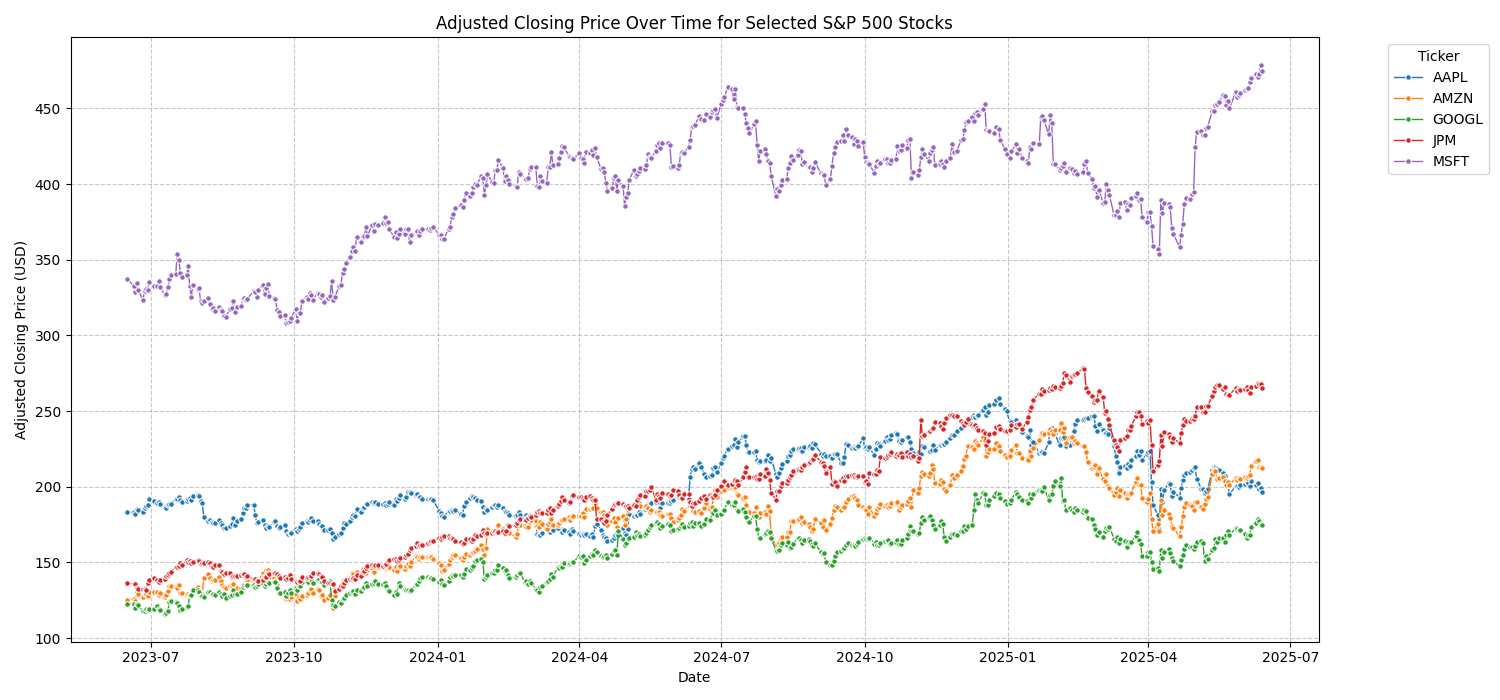 Adjusted Closing Price Over Time for Selected S&P 500 Stocks
Ticker
AAPL
AMZN
GOOGL
JPM
MSFT
Adjusted Closing Price (USD)
450
400
350
300
250
200
150
100
2023-07 2023-10 2024-01 2024-04 2024-07 2024-10 2025-01 2025-04 2025-07
Date